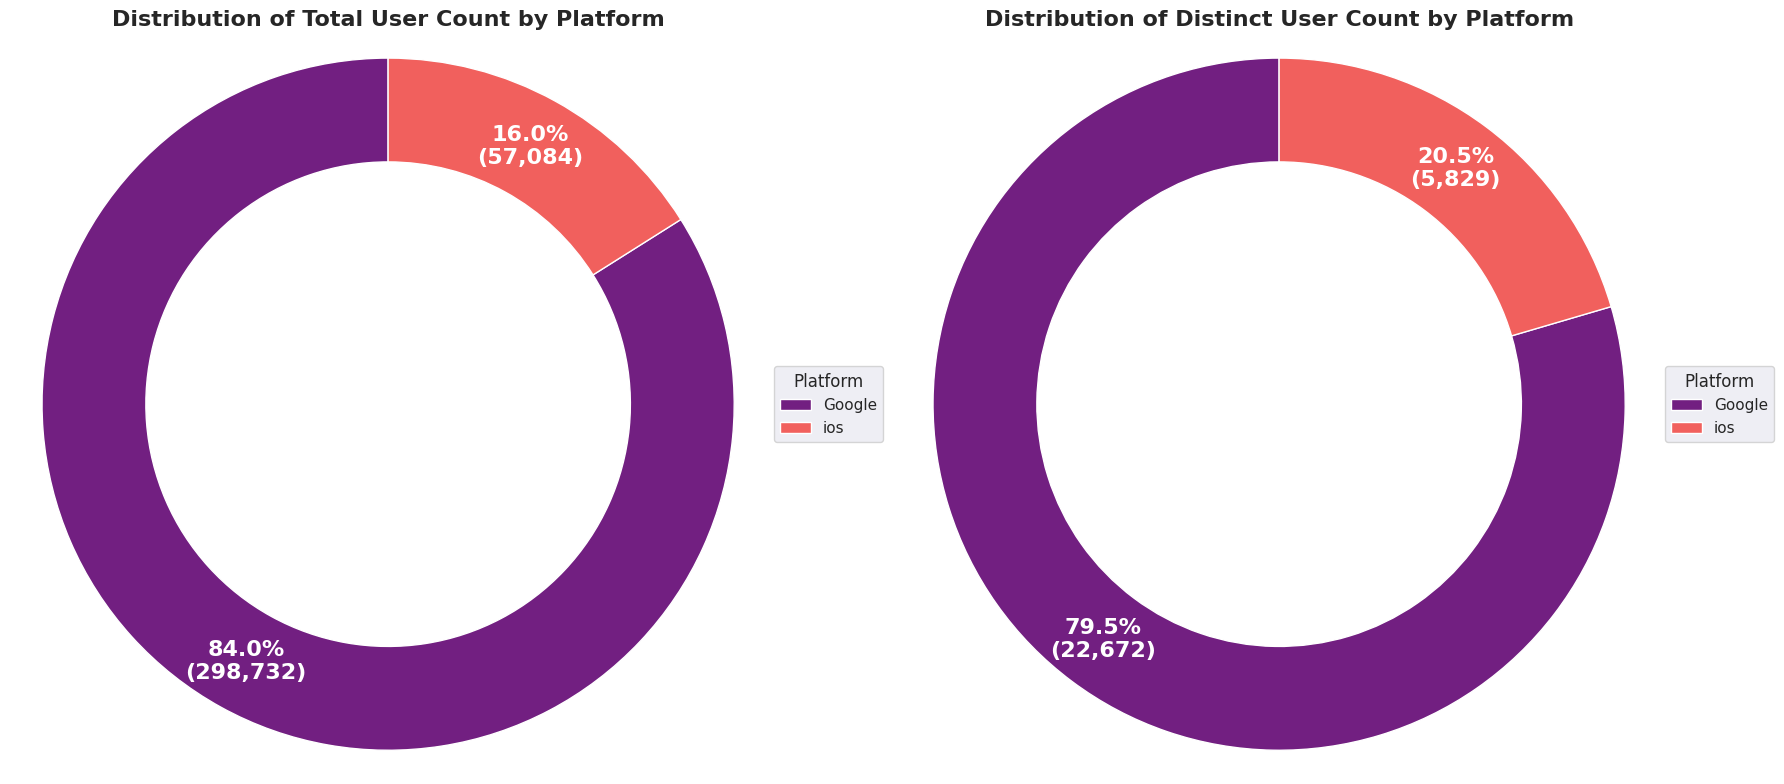 Distribution of Total User Count by Platform
16.0%
(57,084)
84.0%
(298,732)
Platform
Google
ios
Distribution of Distinct User Count by Platform
20.5%
(5,829)
79.5%
(22,672)
Platform
Google
ios